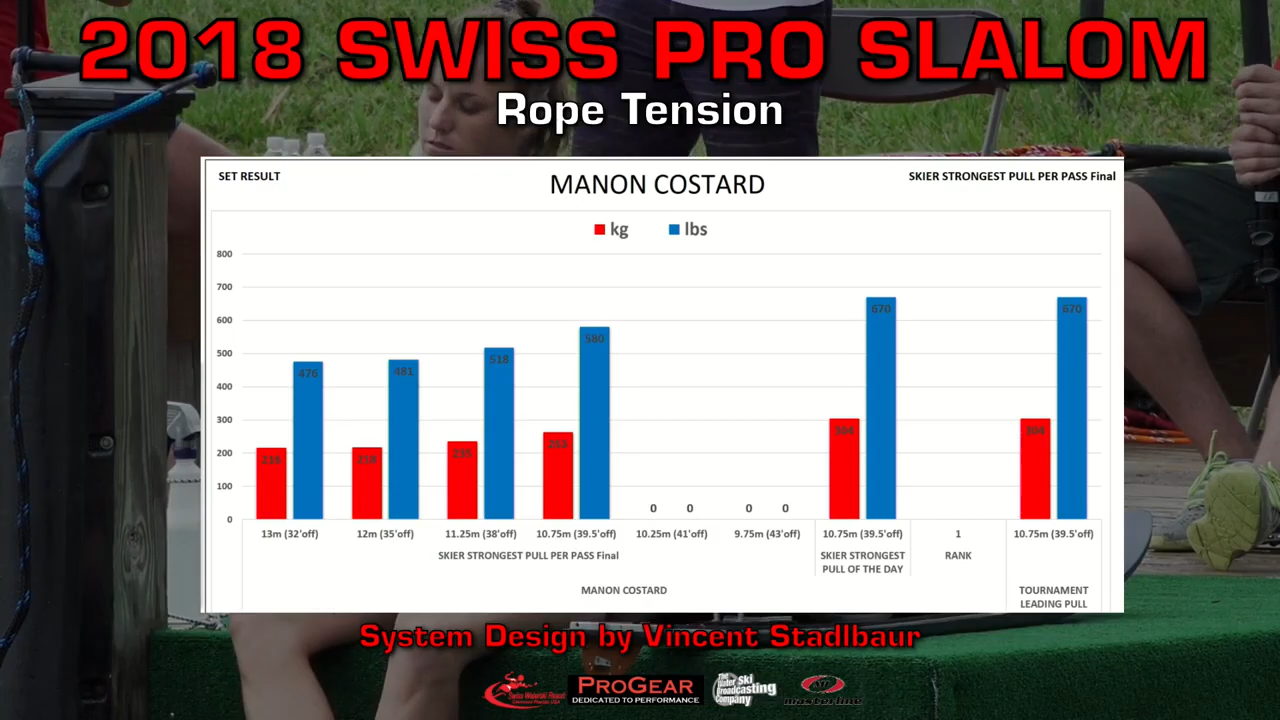 2018 SWISS PRO SLALOM
Rope Tension
SET RESULT
MANON COSTARD
SKIER STRONGEST PULL PER PASS Final
kg lbs
800
700
600
500
400
300
200
100
0
216 476 218 481 235 518 263 580 0 0 0 0 304 670 304 670
13m (32'off) 12m (35'off) 11.25m (38'off) 10.75m (39.5'off) 10.25m (41'off) 9.75m (43'off) 10.75m (39.5'off) 1 10.75m (39.5'off)
SKIER STRONGEST PULL PER PASS Final
SKIER STRONGEST
PULL OF THE DAY
RANK
MANON COSTARD
TOURNAMENT
LEADING PULL
System Design by Vincent Stadlbaur
Swiss Waterski Resort
PROGEAR
DEDICATED TO PERFORMANCE
The Water Ski
Broadcasting
Company
masterline